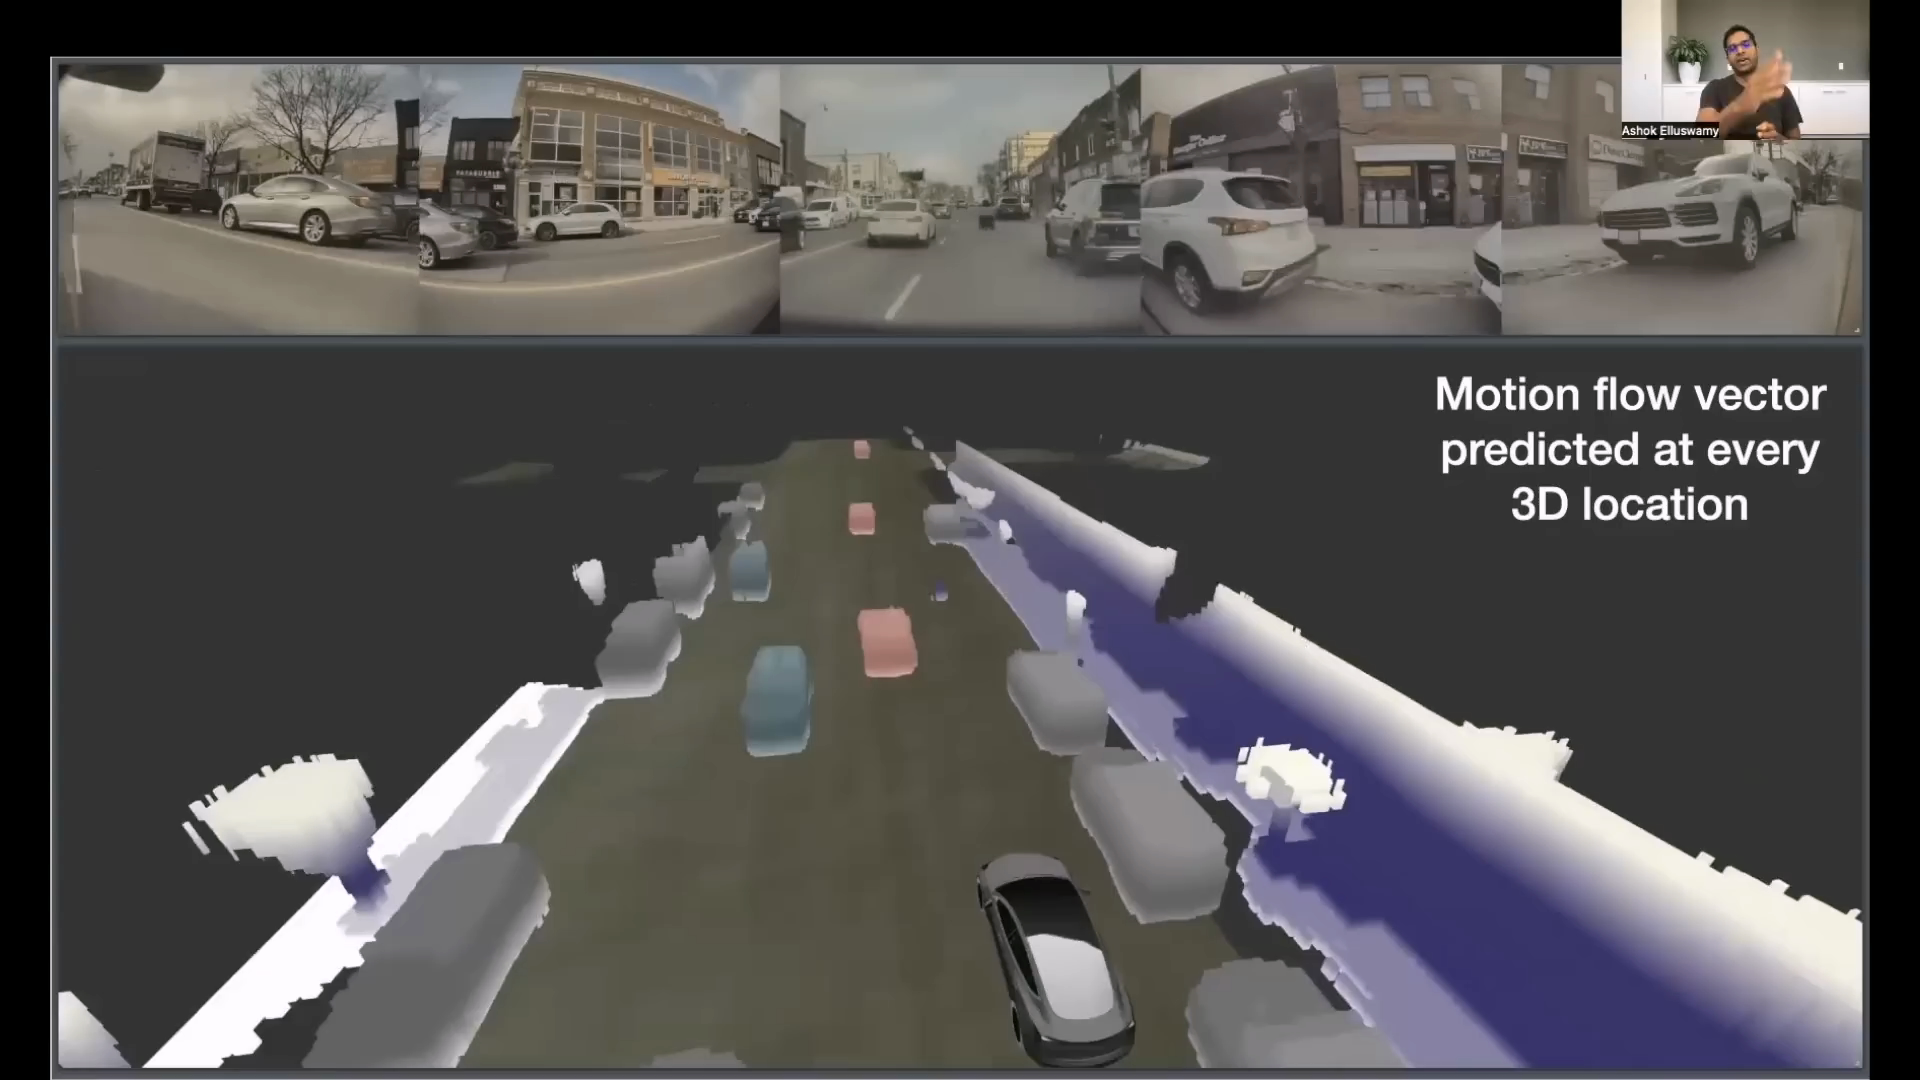 Ashok Elluswamy
Motion flow vector
predicted at every
3D location